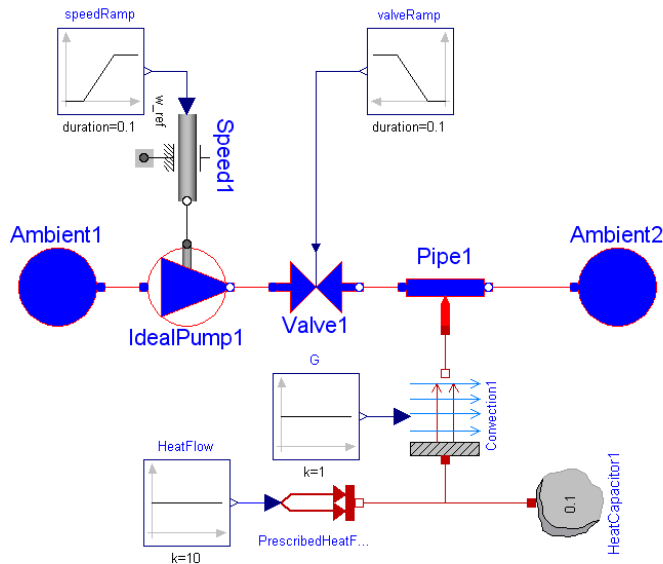 speedRamp
valveRamp
duration=0.1
w_ref
duration=0.1
Speed1
Ambient1
Pipe1
Ambient2
IdealPump1
Valve1
G
Convection1
k=1
HeatFlow
0.1
HeatCapacitor1
PrescribedHeatF...
k=10